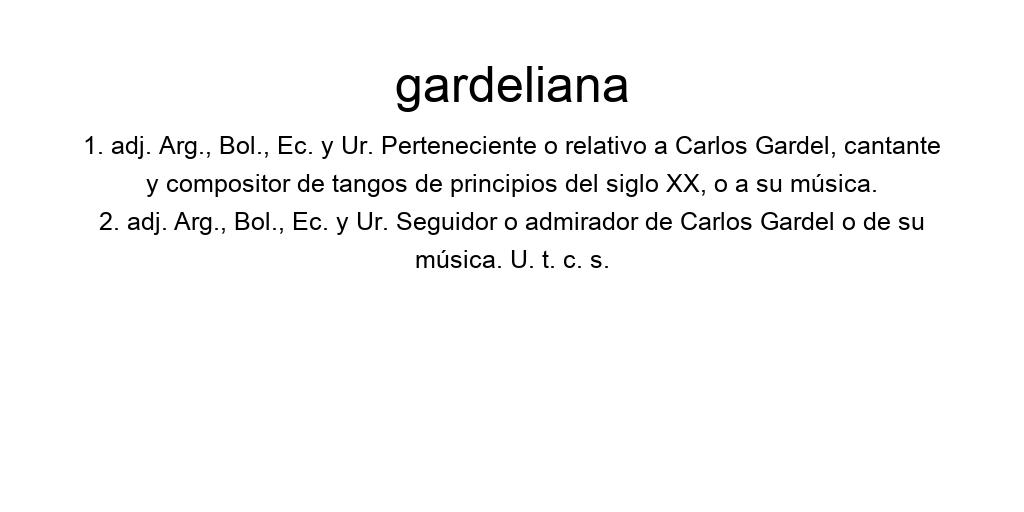 gardeliana
1. adj. Arg., Bol., Ec. y Ur. Perteneciente o relativo a Carlos Gardel, cantante
y compositor de tangos de principios del siglo XX, o a su música.
2. adj. Arg., Bol., Ec. y Ur. Seguidor o admirador de Carlos Gardel o de su
música. U. t. c. s.